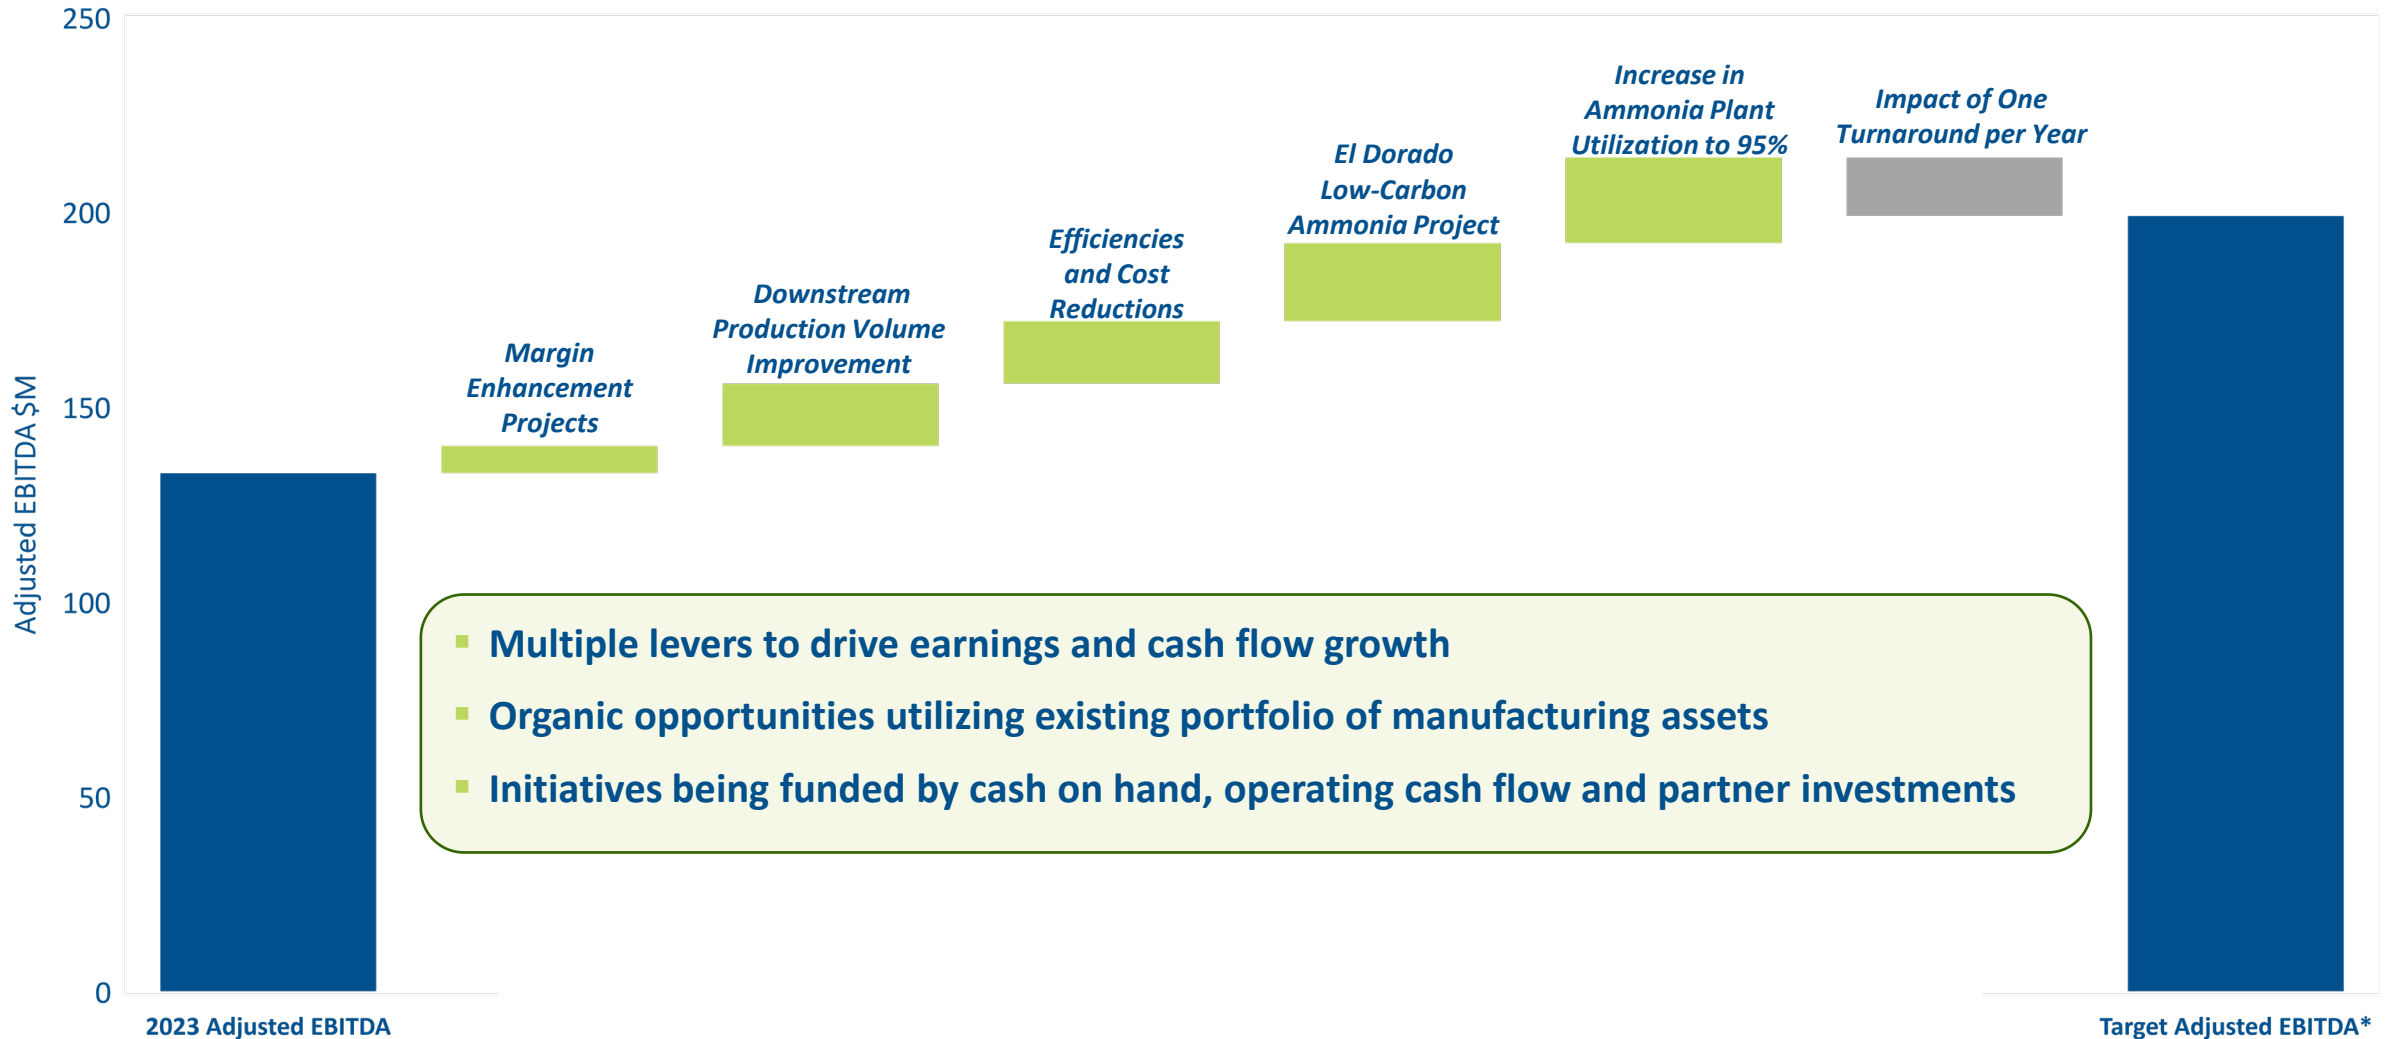 250
200
150
100
50
0
Adjusted EBITDA $M
2023 Adjusted EBITDA
Margin
Enhancement
Projects
Downstream
Production Volume
Improvement
Efficiencies
and Cost
Reductions
El Dorado
Low-Carbon
Ammonia Project
Increase in
Ammonia Plant
Utilization to 95%
Impact of One
Turnaround per Year
Target Adjusted EBITDA*
▪ Multiple levers to drive earnings and cash flow growth
▪ Organic opportunities utilizing existing portfolio of manufacturing assets
▪ Initiatives being funded by cash on hand, operating cash flow and partner investments